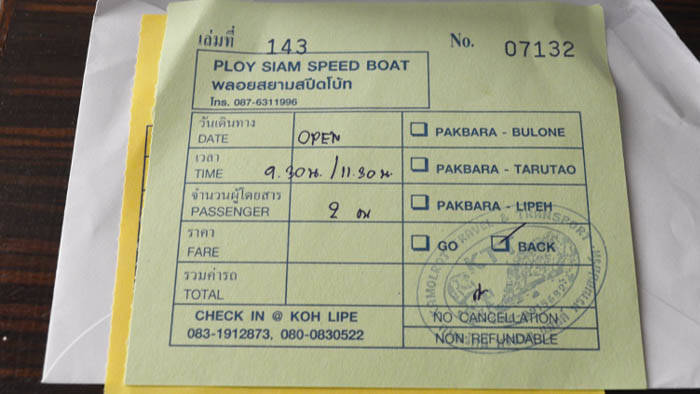 เล่มที่ 143 No. 07132
PLOY SIAM SPEED BOAT
พลอยสยามสปีดโบ้ท
โทร. 087-6311996
วันเดินทาง
DATE OPEN
PAKBARA - BULONE
เวลา
TIME 9.30น./11.30น
PAKBARA - TARUTAO
จำนวนผู้โดยสาร
PASSENGER 2 คน
PAKBARA - LIPEH
ราคา
FARE
GO BACK
รวมค่ารถ
TOTAL
CHECK IN @ KOH LIPE
083-1912873, 080-0830522
NO CANCELLATION
NON REFUNDABLE
TRAVEL & TRANSPORT